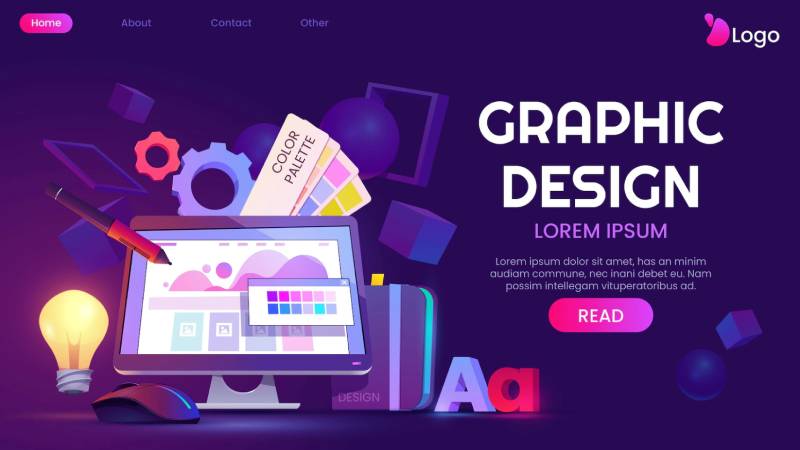 Home
About
Contact
Other
Logo
COLOR
PALETTE
GRAPHIC
DESIGN
LOREM IPSUM
Lorem ipsum dolor sit amet, has an minim
audiam commune, nec inani debet eu. Nam
possim intellegam vituperatoribus ad.
READ
DESIGN
Aa